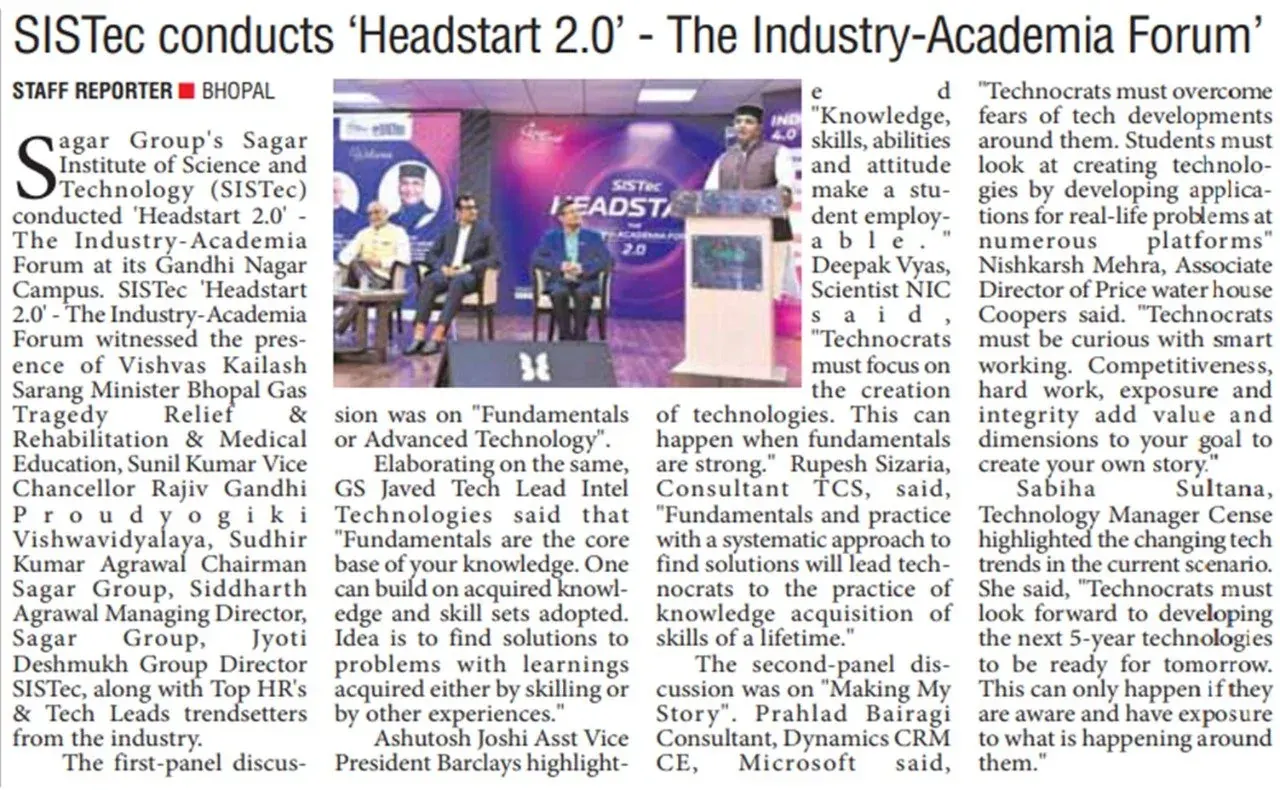 SISTec conducts ‘Headstart 2.0’ - The Industry-Academia Forum’
STAFF REPORTER ■ BHOPAL
Sagar Group's Sagar
Institute of Science and
Technology (SISTec)
conducted 'Headstart 2.0' -
The Industry-Academia
Forum at its Gandhi Nagar
Campus. SISTec 'Headstart
2.0' - The Industry-Academia
Forum witnessed the pres-
ence of Vishvas Kailash
Sarang Minister Bhopal Gas
Tragedy Relief &
Rehabilitation & Medical
Education, Sunil Kumar Vice
Chancellor Rajiv Gandhi
Proudyogiki
Vishwavidyalaya, Sudhir
Kumar Agrawal Chairman
Sagar Group, Siddharth
Agrawal Managing Director,
Sagar Group, Jyoti
Deshmukh Group Director
SISTec, along with Top HR's
& Tech Leads trendsetters
from the industry.
The first-panel discus-
Welcome
SISTec
HEADSTA
THE
Y-ACADEMIA FORUM
2.0
IND
4.0
sion was on "Fundamentals
or Advanced Technology".
Elaborating on the same,
GS Javed Tech Lead Intel
Technologies said that
"Fundamentals are the core
base of your knowledge. One
can build on acquired knowl-
edge and skill sets adopted.
Idea is to find solutions to
problems with learnings
acquired either by skilling or
by other experiences."
Ashutosh Joshi Asst Vice
President Barclays highlight-
e d
"Knowledge,
skills, abilities
and attitude
make a stu-
dent employ-
able."
Deepak Vyas,
Scientist NIC
said,
"Technocrats
must focus on
the creation
of technologies. This can
happen when fundamentals
are strong." Rupesh Sizaria,
Consultant TCS, said,
"Fundamentals and practice
with a systematic approach to
find solutions will lead tech-
nocrats to the practice of
knowledge acquisition of
skills of a lifetime."
The second-panel dis-
cussion was on "Making My
Story". Prahlad Bairagi
Consultant, Dynamics CRM
CE, Microsoft said,
"Technocrats must overcome
fears of tech developments
around them. Students must
look at creating technolo-
gies by developing applica-
tions for real-life problems at
numerous platforms"
Nishkarsh Mehra, Associate
Director of Price water house
Coopers said. "Technocrats
must be curious with smart
working. Competitiveness,
hard work, exposure and
integrity add value and
dimensions to your goal to
create your own story."
Sabiha Sultana,
Technology Manager Cense
highlighted the changing tech
trends in the current scenario.
She said, "Technocrats must
look forward to developing
the next 5-year technologies
to be ready for tomorrow.
This can only happen if they
are aware and have exposure
to what is happening around
them."